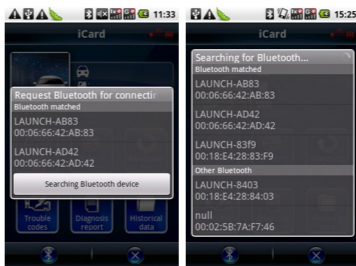 11:33
iCard
Request Bluetooth for connectir
Bluetooth matched
LAUNCH-AB83
00:06:66:42:AB:83
LAUNCH-AD42
00:06:66:42:AD:42
Searching Bluetooth device
Trouble codes
Diagnosis report
Historical data
15:25
iCard
Searching for Bluetooth...
Bluetooth matched
LAUNCH-AB83
00:06:66:42:AB:83
LAUNCH-AD42
00:06:66:42:AD:42
LAUNCH-83f9
00:18:E4:28:83:F9
Other Bluetooth
LAUNCH-8403
00:18:E4:28:84:03
null
00:02:5B:7A:F7:46